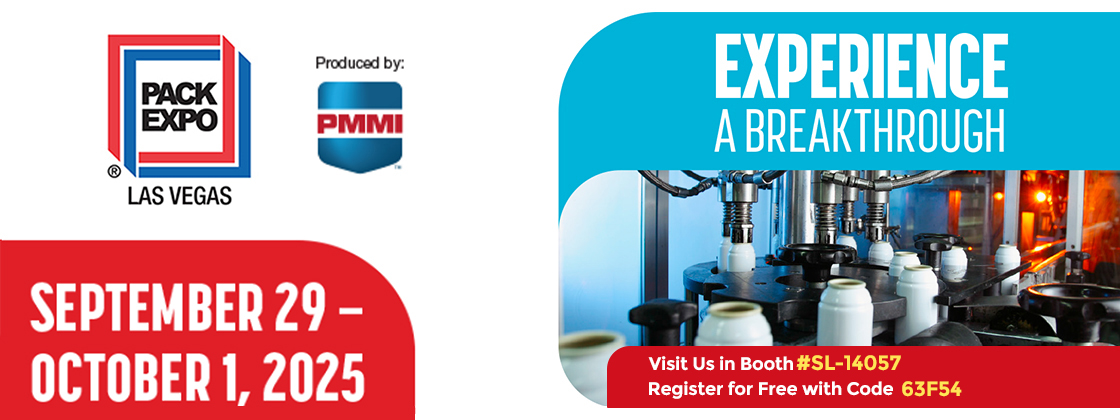 PACK
EXPO
®
LAS VEGAS
Produced by:
PMMI
™
SEPTEMBER 29 –
OCTOBER 1, 2025
EXPERIENCE
A BREAKTHROUGH
Visit Us in Booth #SL-14057
Register for Free with Code 63F54